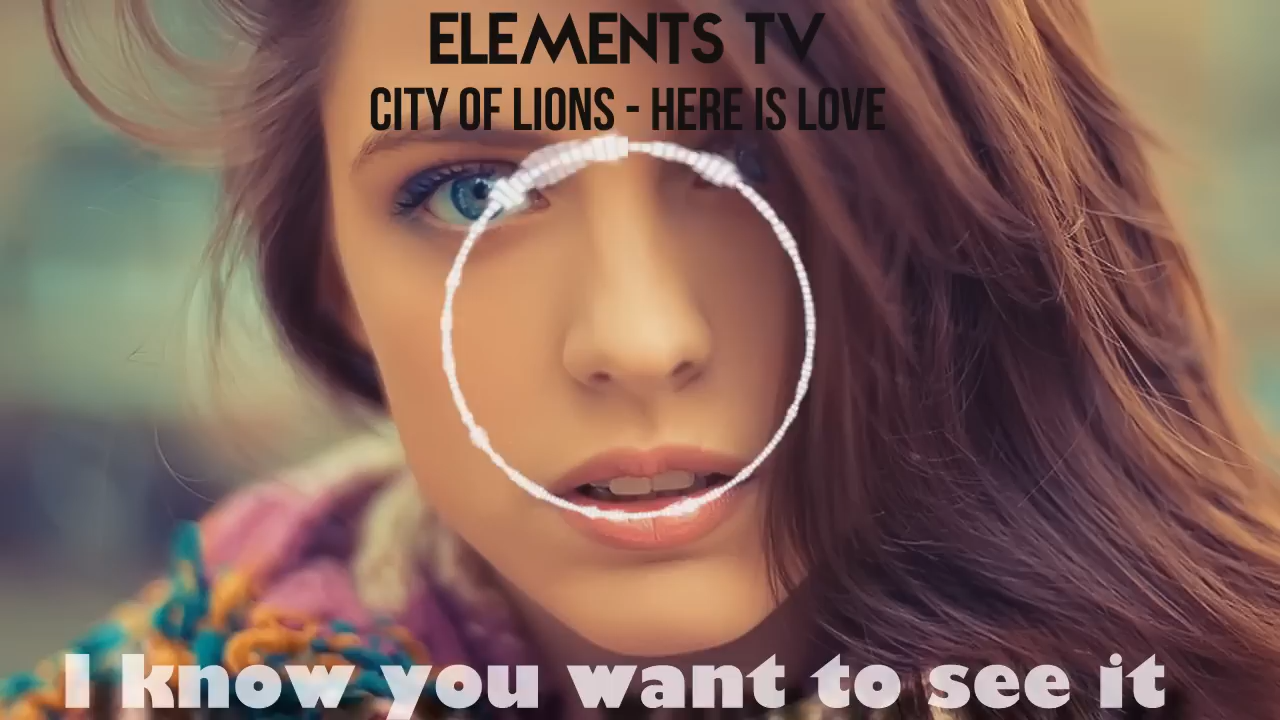 ELEMENTS TV
CITY OF LIONS - HERE IS LOVE
I know you want to see it